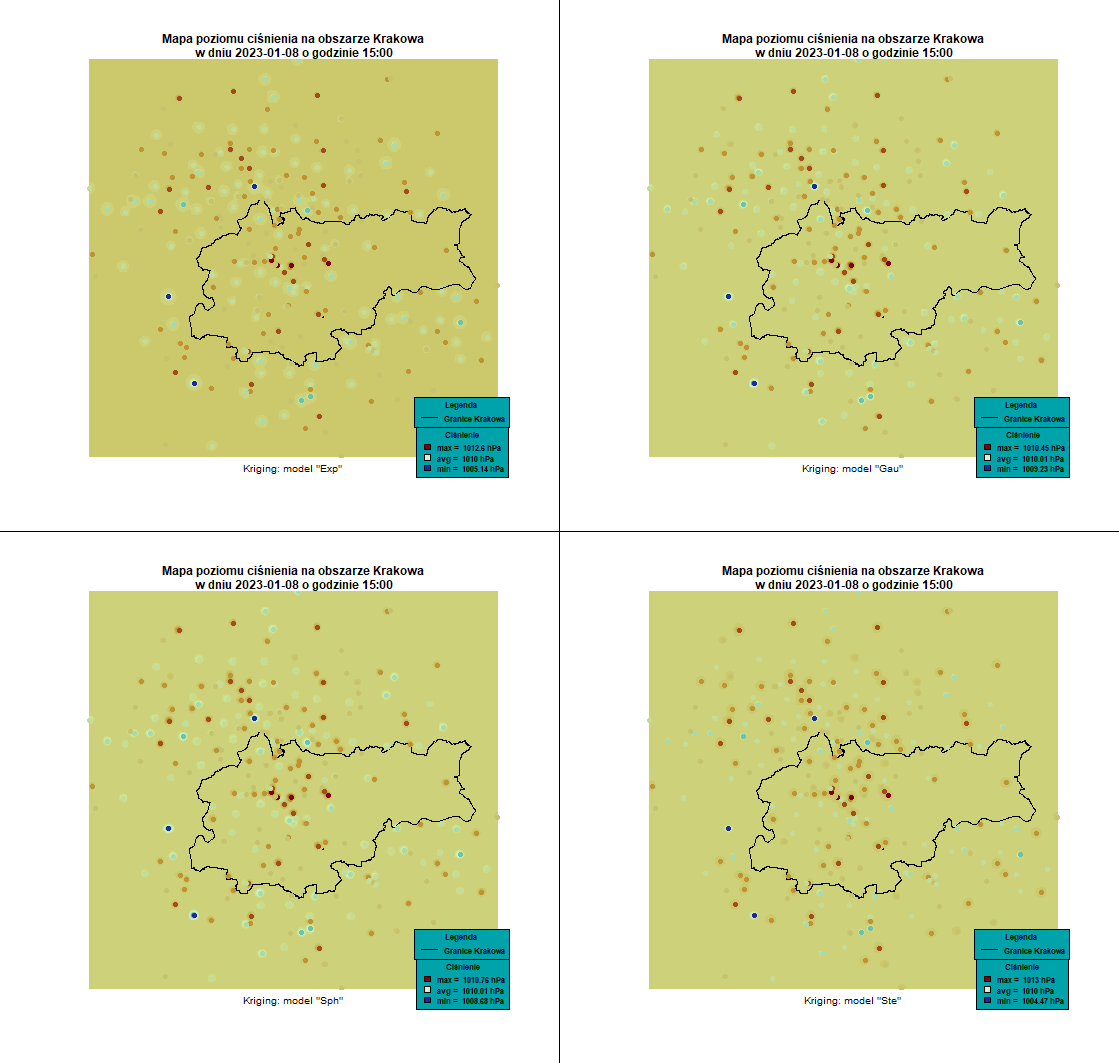 Mapa poziomu ciśnienia na obszarze Krakowa
w dniu 2023-01-08 o godzinie 15:00
Legenda
Granice Krakowa
Ciśnienie
max = 1012.6 hPa
avg = 1010 hPa
min = 1005.14 hPa
Kriging: model "Exp"
Mapa poziomu ciśnienia na obszarze Krakowa
w dniu 2023-01-08 o godzinie 15:00
Legenda
Granice Krakowa
Ciśnienie
max = 1010.45 hPa
avg = 1010.01 hPa
min = 1009.23 hPa
Kriging: model "Gau"
Mapa poziomu ciśnienia na obszarze Krakowa
w dniu 2023-01-08 o godzinie 15:00
Legenda
Granice Krakowa
Ciśnienie
max = 1010.76 hPa
avg = 1010.01 hPa
min = 1008.68 hPa
Kriging: model "Sph"
Mapa poziomu ciśnienia na obszarze Krakowa
w dniu 2023-01-08 o godzinie 15:00
Legenda
Granice Krakowa
Ciśnienie
max = 1013 hPa
avg = 1010 hPa
min = 1004.47 hPa
Kriging: model "Ste"